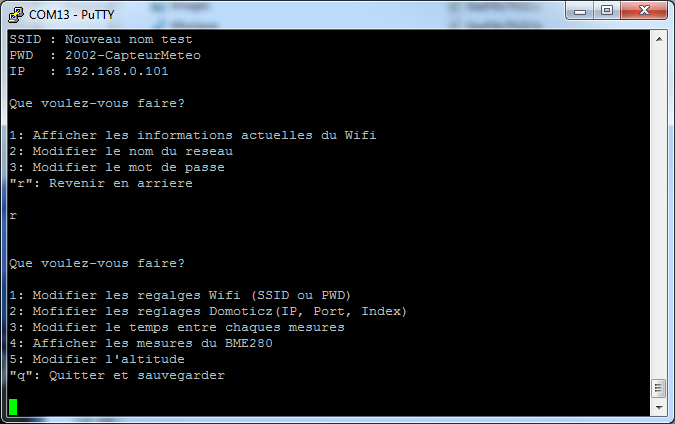 COM13 - PuTTY
SSID : Nouveau nom test
PWD  : 2002-CapteurMeteo
IP   : 192.168.0.101
Que voulez-vous faire?
1: Afficher les informations actuelles du Wifi
2: Modifier le nom du reseau
3: Modifier le mot de passe
"r": Revenir en arriere
r
Que voulez-vous faire?
1: Modifier les regalges Wifi (SSID ou PWD)
2: Mofifier les reglages Domoticz(IP, Port, Index)
3: Modifier le temps entre chaques mesures
4: Afficher les mesures du BME280
5: Modifier l'altitude
"q": Quitter et sauvegarder